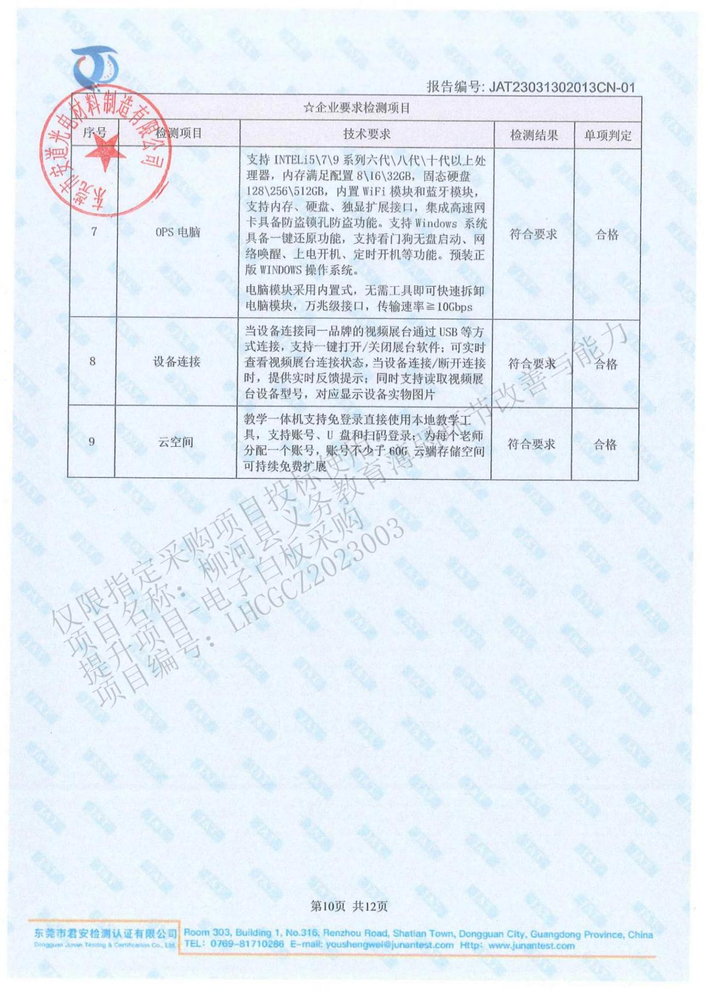 报告编号: JAT23031302013CN-01
☆企业要求检测项目
序号 检测项目 技术要求 检测结果 单项判定
7 OPS 电脑 符合要求 合格
支持 INTELi5\7\9 系列六代\八代\十代以上处
理器，内存满足配置 8\16\32GB，固态硬盘
128\256\512GB，内置 WiFi 模块和蓝牙模块，
支持内存、硬盘、独显扩展接口，集成高速网
卡具备防盗锁孔防盗功能。支持 Windows 系统
具备一键还原功能，支持看门狗无盘启动、网
络唤醒、上电开机、定时开机等功能。预装正
版 WINDOWS 操作系统。
电脑模块采用内置式，无需工具即可快速拆卸
电脑模块，万兆级接口，传输速率≧10Gbps
8 设备连接 符合要求 合格
当设备连接同一品牌的视频展台通过 USB 等方
式连接，支持一键打开/关闭展台软件；可实时
查看视频展台连接状态，当设备连接/断开连接
时，提供实时反馈提示；同时支持读取视频展
台设备型号，对应显示设备实物图片
9 云空间 符合要求 合格
教学一体机支持免登录直接使用本地教学工
具，支持账号、U 盘和扫码登录；为每个老师
分配一个账号，账号不少于 60G 云端存储空间
可持续免费扩展
东莞市安道光电材料制造有限公司
仅限指定采购项目投标使用：
项目名称：柳河县义务教育薄弱环节改善与能力
提升项目-电子白板采购
项目编号：LHCGCZ2023003
第10页 共12页
东莞市君安检测认证有限公司
Dongguan Junan Testing & Certification Co., Ltd.
Room 303, Building 1, No.316, Renzhou Road, Shatian Town, Dongguan City, Guangdong Province, China
TEL: 0769-81710286 E-mail: youshengwei@junantest.com Http: www.junantest.com